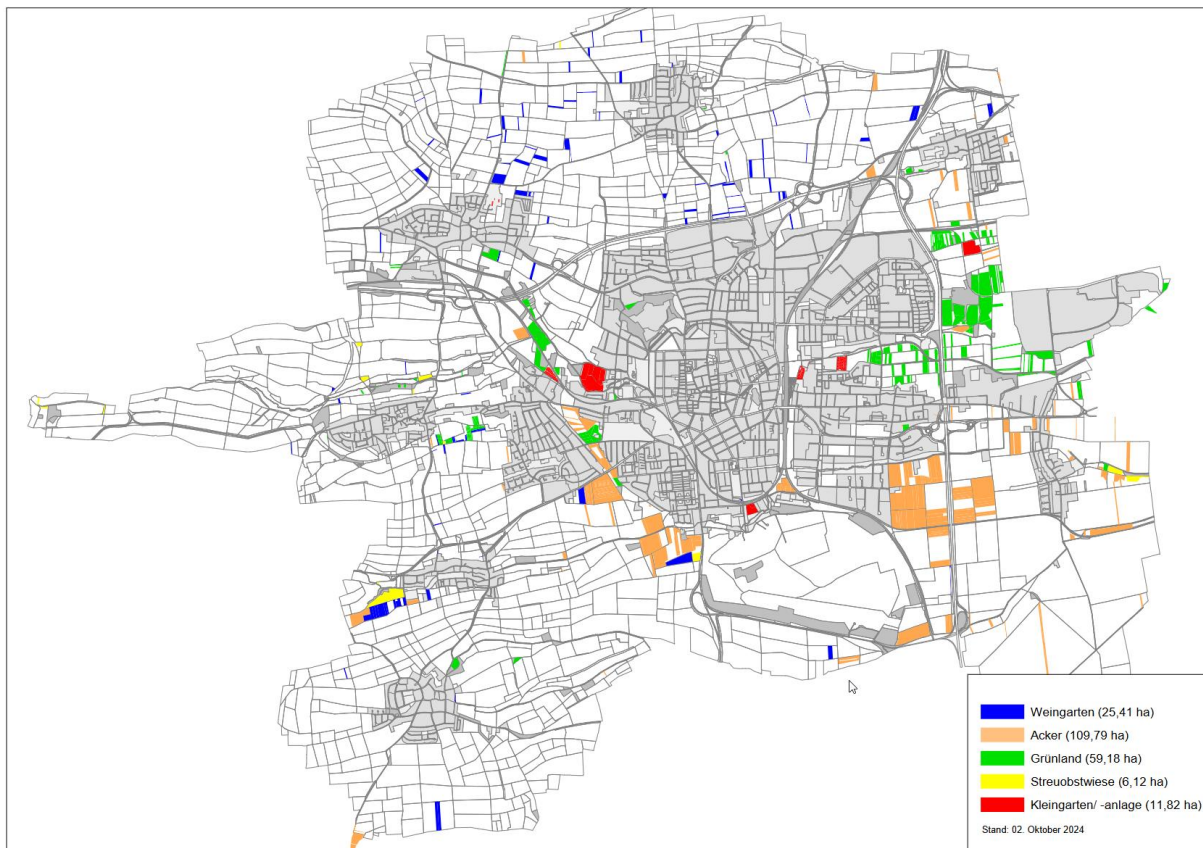 Weingarten (25,41 ha)
Acker (109,79 ha)
Grünland (59,18 ha)
Streuobstwiese (6,12 ha)
Kleingarten/ -anlage (11,82 ha)
Stand: 02. Oktober 2024